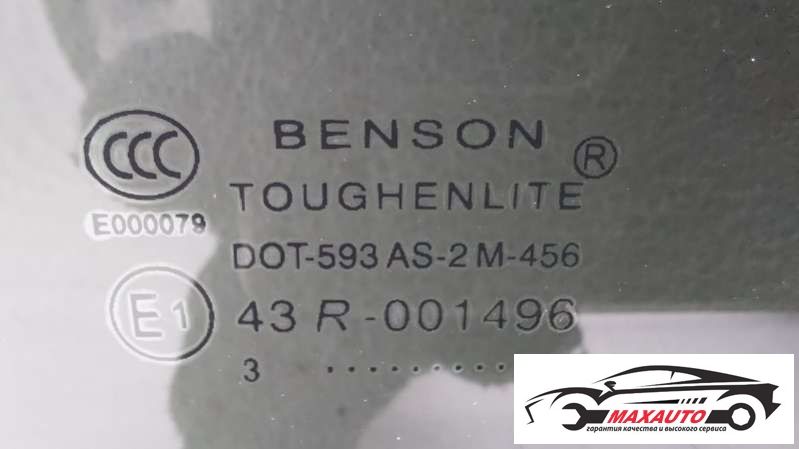 CCC
BENSON ®
TOUGHENLITE
E000079
DOT-593 AS-2 M-456
E1
43 R-001496
3 ..........
MAXAUTO
гарантия качества и высокого сервиса